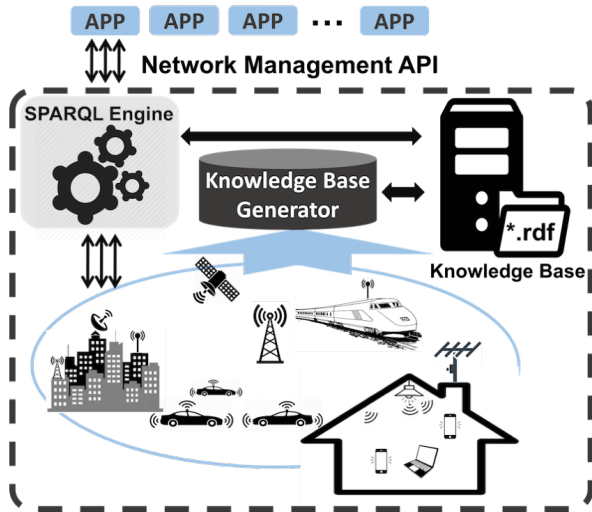 APP APP APP ... APP
Network Management API
SPARQL Engine
Knowledge Base
Generator
*.rdf
Knowledge Base